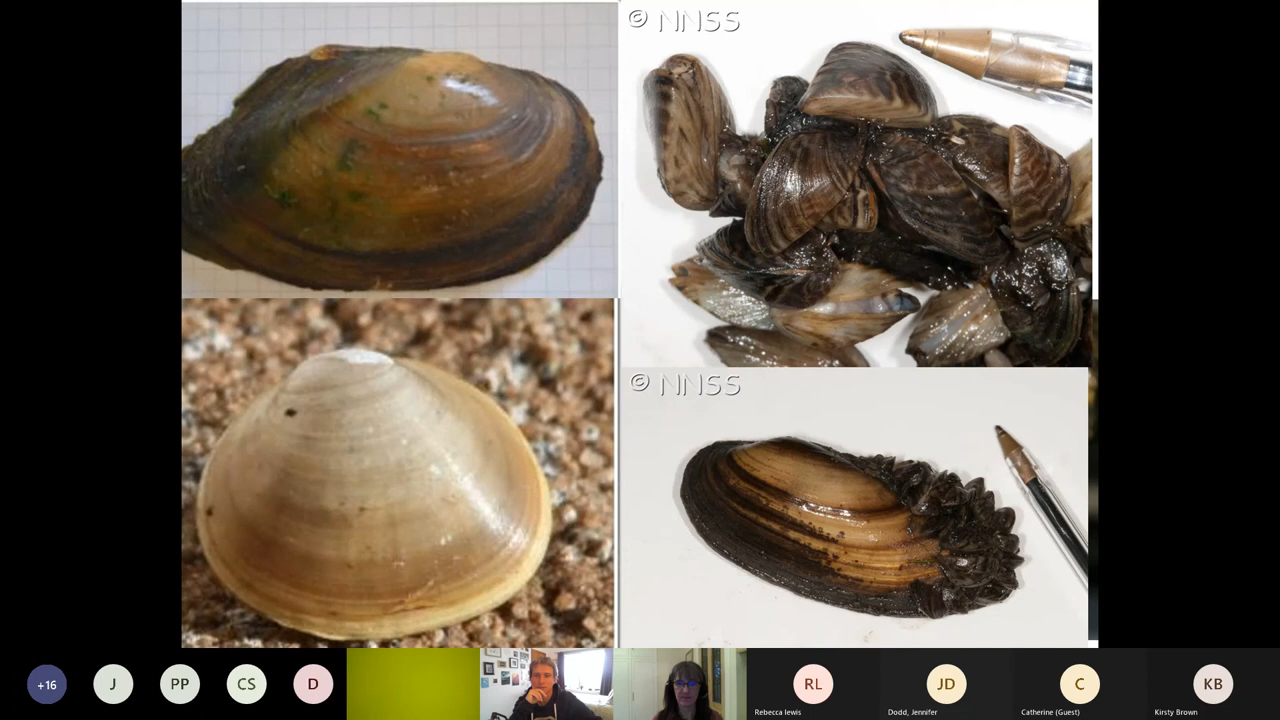 © NNSS
© NNSS
+16
J
PP
CS
D
RL
JD
C
KB
Rebecca lewis
Dodd, Jennifer
Catherine (Guest)
Kirsty Brown